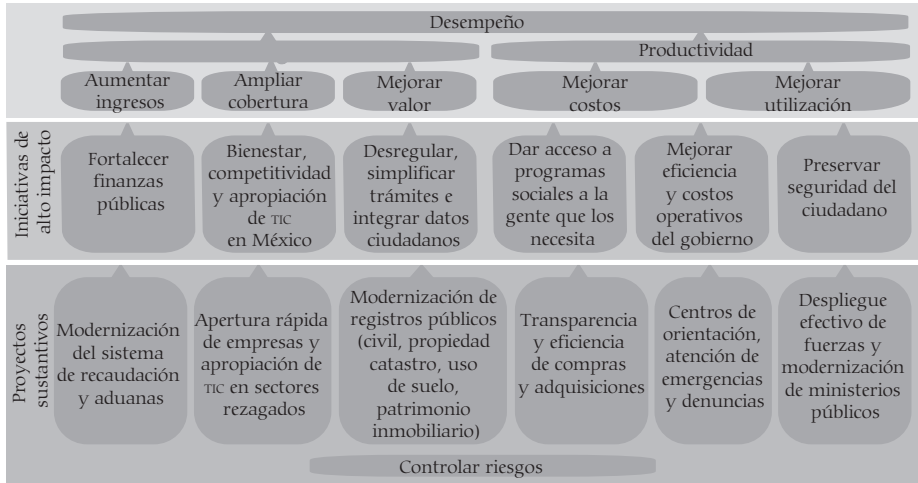 Desempeño
Productividad
Aumentar
ingresos
Ampliar
cobertura
Mejorar
valor
Mejorar
costos
Mejorar
utilización
Iniciativas de
alto impacto
Fortalecer
finanzas
públicas
Bienestar,
competitividad
y apropiación
de TIC
en México
Desregular,
simplificar
trámites e
integrar datos
ciudadanos
Dar acceso a
programas
sociales a la
gente que los
necesita
Mejorar
eficiencia
y costos
operativos
del gobierno
Preservar
seguridad del
ciudadano
Proyectos
sustantivos
Modernización
del sistema
de recaudación
y aduanas
Apertura rápida
de empresas y
apropiación de
TIC en sectores
rezagados
Modernización de
registros públicos
(civil, propiedad
catastro, uso
de suelo,
patrimonio
inmobiliario)
Transparencia
y eficiencia
de compras
y adquisiciones
Centros de
orientación,
atención de
emergencias
y denuncias
Despliegue
efectivo de
fuerzas y
modernización
de ministerios
públicos
Controlar riesgos